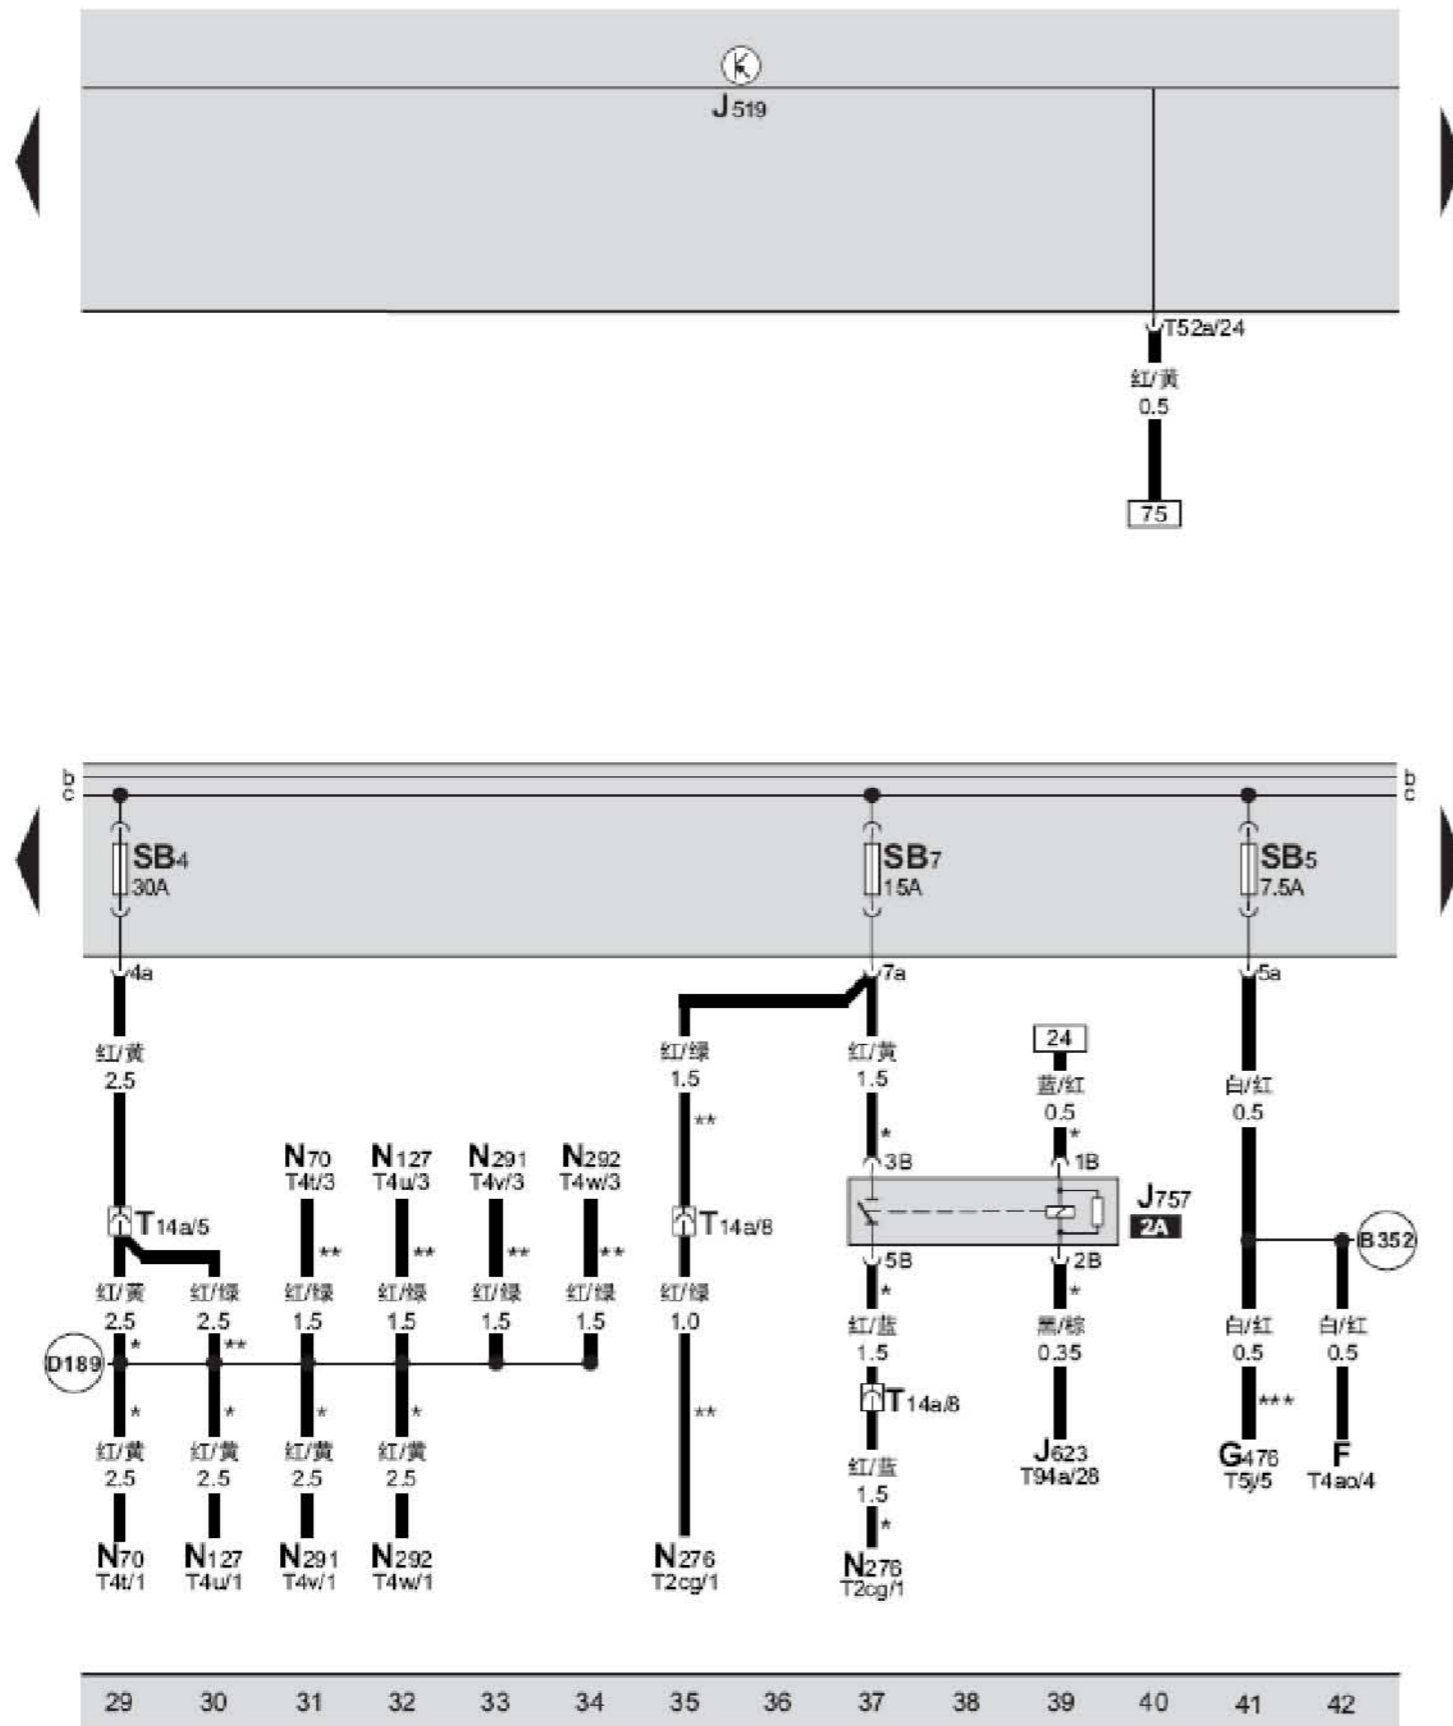 J519
T52a/24
红/黄
0.5
75
b b
c c
SB4 SB7 SB5
30A 15A 7.5A
4a 7a 5a
24
红/黄 红/绿 红/黄 蓝/红 白/红
2.5 1.5 1.5 0.5 0.5
** * *
N70 N127 N291 N292
T4t/3 T4u/3 T4v/3 T4w/3
3B 1B
J757
2A
T14a/5 T14a/8
B352
** ** ** **
5B 2B
红/黄 红/绿 红/绿 红/绿 红/绿 红/绿 红/绿 * *
2.5 2.5 1.5 1.5 1.5 1.5 1.0
红/蓝 黑/棕 白/红 白/红
1.5 0.35 0.5 0.5
* **
D189
T14a/8
* * * * ** ***
红/黄 红/黄 红/黄 红/黄 红/蓝
2.5 2.5 2.5 2.5 1.5
J623 G476 F
T94a/28 T5j/5 T4ao/4
*
N70 N127 N291 N292 N276 N276
T4t/1 T4u/1 T4v/1 T4w/1 T2cg/1 T2cg/1
29 30 31 32 33 34 35 36 37 38 39 40 41 42